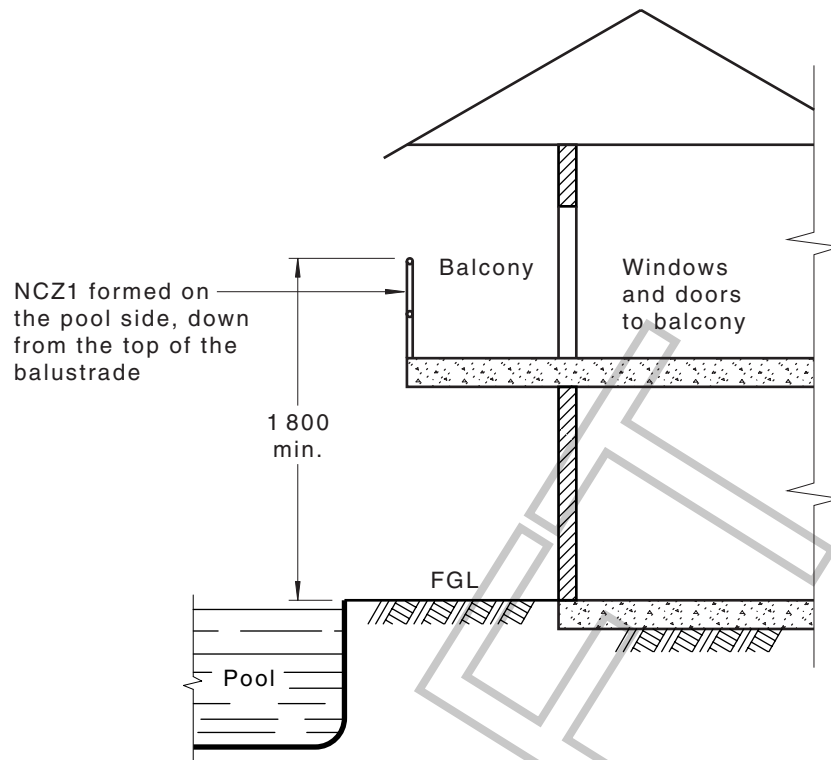 Balcony
Windows
and doors
to balcony
NCZ1 formed on
the pool side, down
from the top of the
balustrade
1 800
min.
FGL
Pool